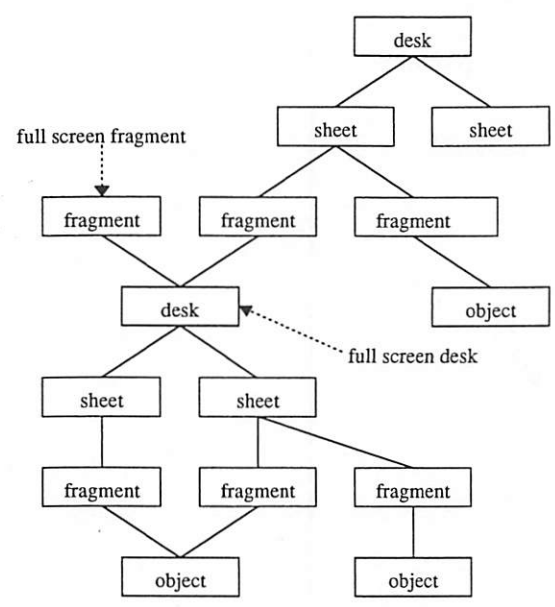 desk
sheet
sheet
full screen fragment
fragment
fragment
fragment
desk
object
full screen desk
sheet
sheet
fragment
fragment
fragment
object
object